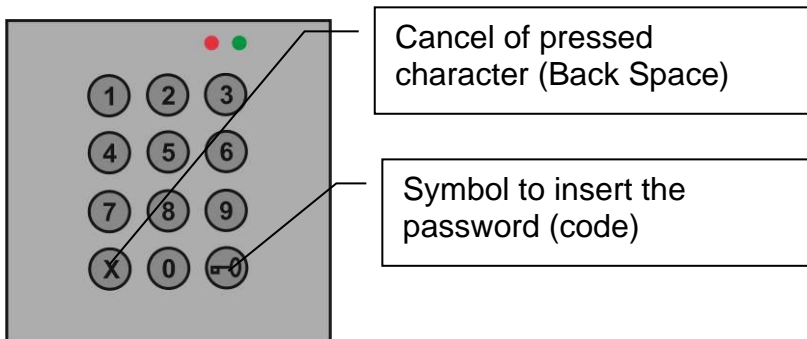 Cancel of pressed
character (Back Space)
1 2 3
4 5 6
Symbol to insert the
password (code)
7 8 9
X 0